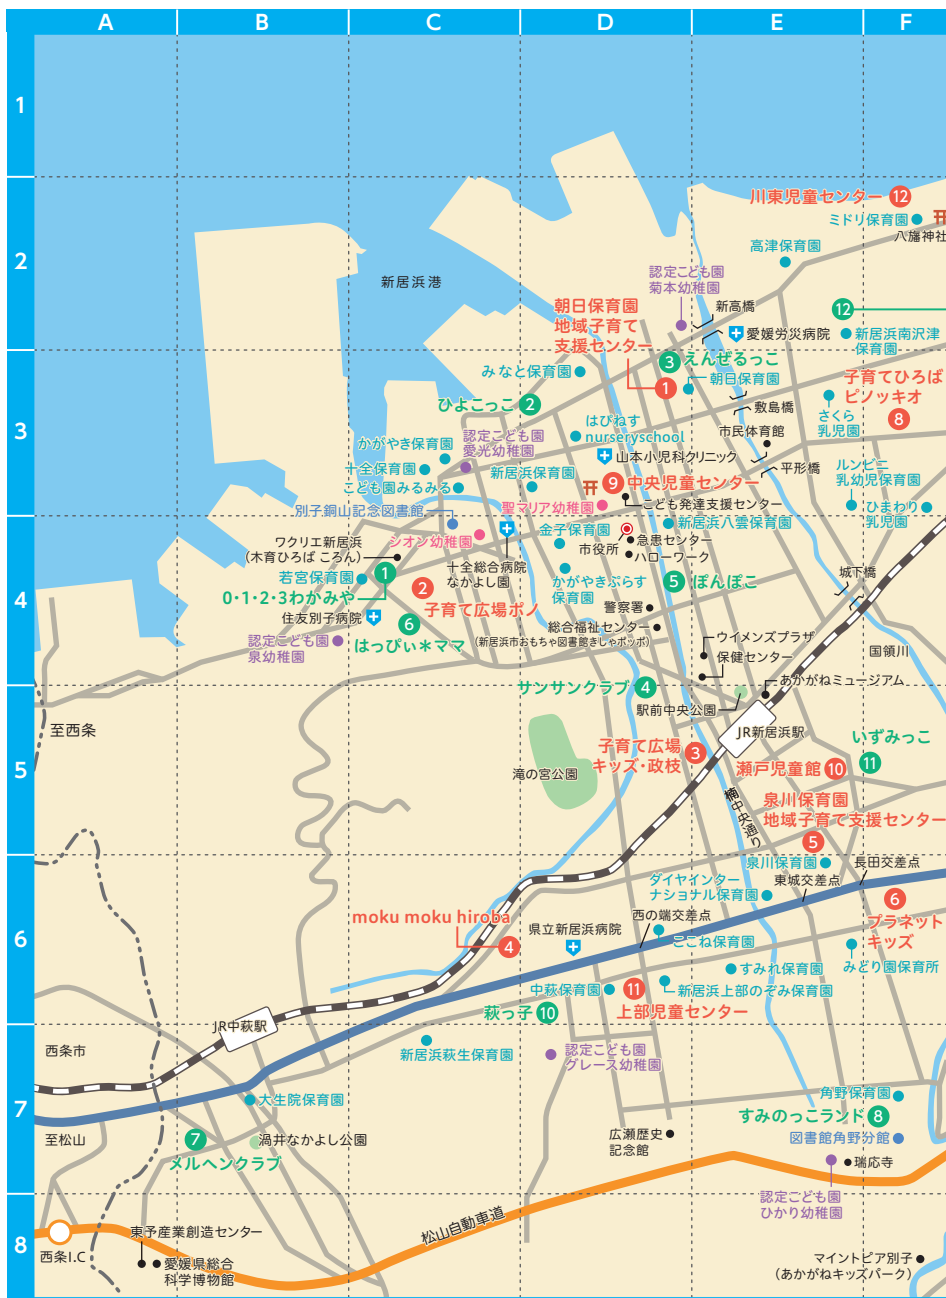 A B C D E F
1
2
3
4
5
6
7
8
川東児童センター 12
ミドリ保育園
八旛神社
高津保育園
認定こども園
菊本幼稚園
新居浜港
新高橋
12
朝日保育園
地域子育て
支援センター
1
愛媛労災病院
新居浜南沢津
保育園
3 えんぜるっこ
みなと保育園
朝日保育園
子育てひろば
ピノッキオ
8
ひよこっこ 2
敷島橋
さくら
乳児園
はぴねす
nurseryschool
市民体育館
かがやき保育園
認定こども園
愛光幼稚園
山本小児科クリニック
平形橋
ルンビニ
乳幼児保育園
十全保育園
新居浜保育園
9 中央児童センター
こども園みるみる
こども発達支援センター
ひまわり
乳児園
別子銅山記念図書館
聖マリア幼稚園
新居浜八雲保育園
シオン幼稚園
金子保育園
市役所
急患センター
ハローワーク
ワクリエ新居浜
(木育ひろば ころん)
十全総合病院
なかよし園
若宮保育園
1
0・1・2・3わかみや
2
子育て広場ポノ
かがやきぷらす
保育園
5 ぽんぽこ
城下橋
住友別子病院
6
はっぴぃ＊ママ
警察署
総合福祉センター
(新居浜市おもちゃ図書館きしゃポッポ)
認定こども園
泉幼稚園
ウイメンズプラザ
保健センター
国領川
サンサンクラブ 4
あかがねミュージアム
駅前中央公園
至西条
JR新居浜駅
いずみっこ
11
子育て広場
キッズ・政枝
3
滝の宮公園
瀬戸児童館 10
楠中央通り
泉川保育園
地域子育て支援センター
5
泉川保育園
長田交差点
ダイヤインター
ナショナル保育園
東城交差点
6
プラネット
キッズ
moku moku hiroba
4
県立新居浜病院
西の端交差点
ここね保育園
すみれ保育園
みどり園保育所
中萩保育園
11
上部児童センター
新居浜上部のぞみ保育園
萩っ子 10
JR中萩駅
西条市
新居浜萩生保育園
認定こども園
グレース幼稚園
大生院保育園
角野保育園
すみのっこランド 8
至松山
7
メルヘンクラブ
渦井なかよし公園
広瀬歴史
記念館
図書館角野分館
瑞応寺
認定こども園
ひかり幼稚園
松山自動車道
東予産業創造センター
西条I.C
愛媛県総合
科学博物館
マイントピア別子
(あかがねキッズパーク)